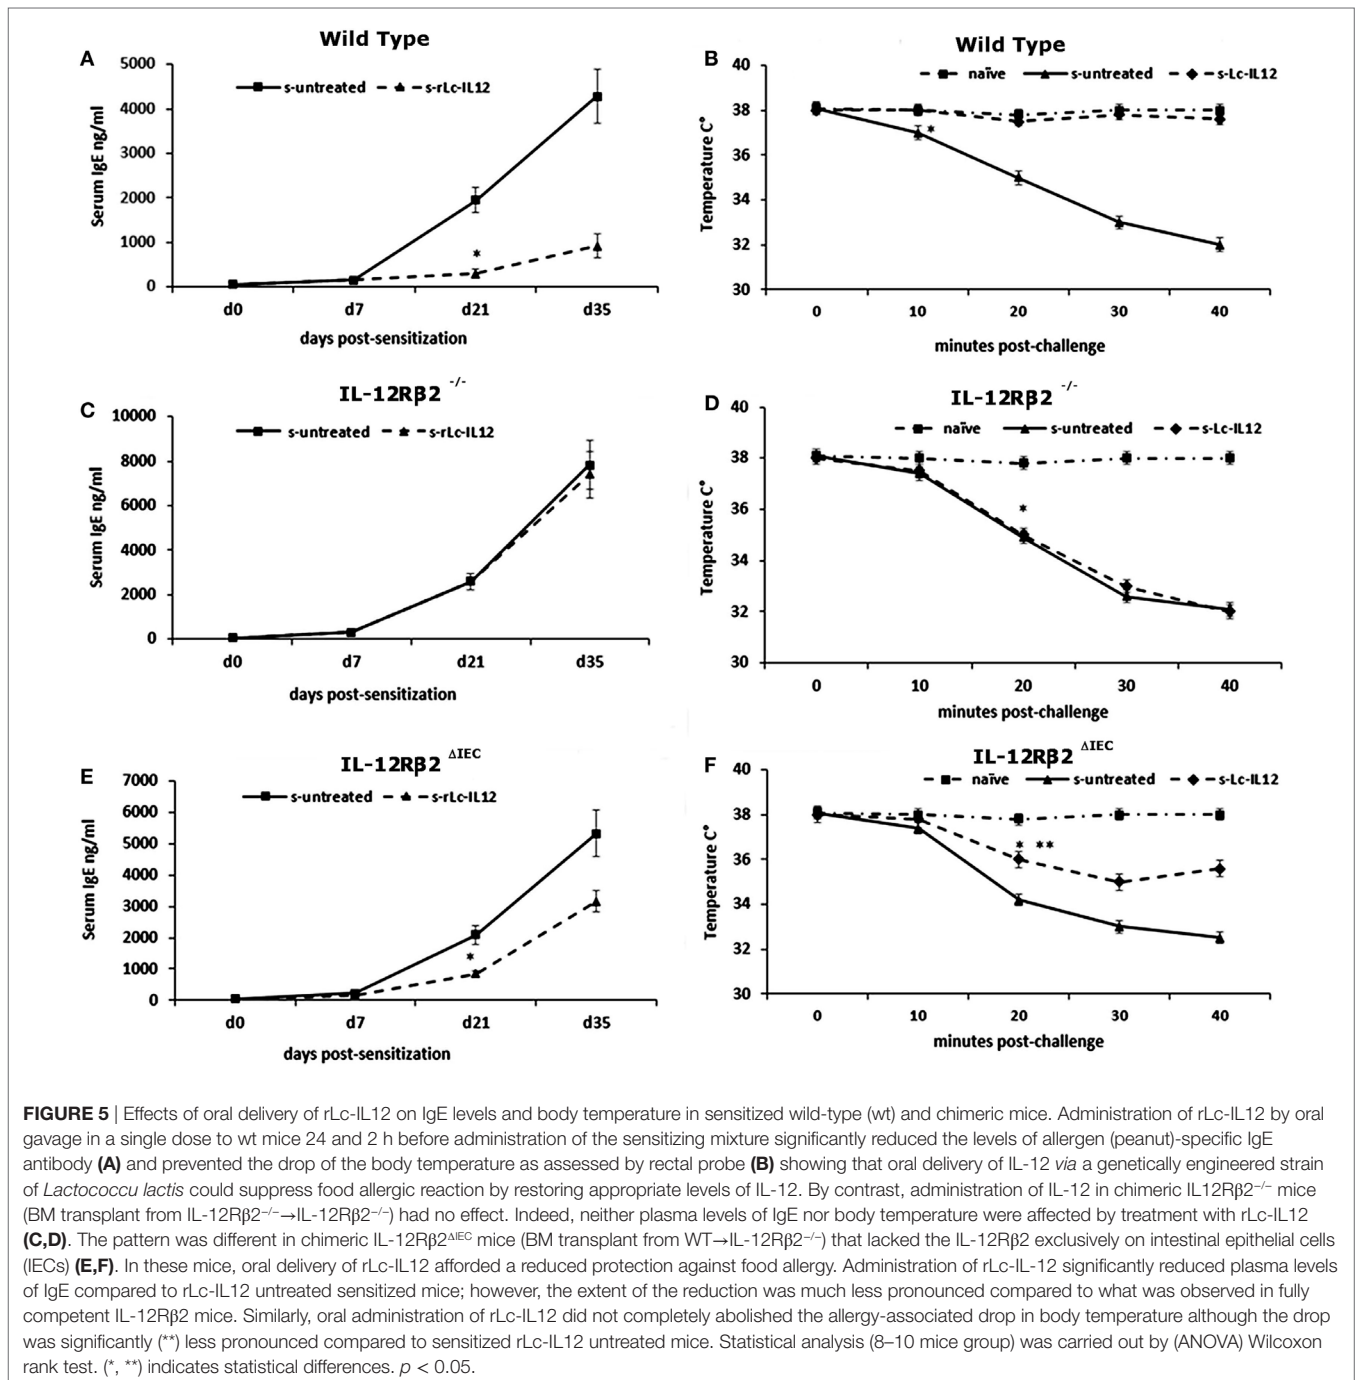 Wild Type
A
5000
4000
3000
2000
1000
0
Serum IgE ng/ml
s-untreated s-rLc-IL12
*
d0 d7 d21 d35
days post-sensitization
Wild Type
B
40
38
36
34
32
30
Temperature C°
naïve s-untreated s-Lc-IL12
*
0 10 20 30 40
minutes post-challenge
IL-12Rβ2 -/-
C
10000
8000
6000
4000
2000
0
Serum IgE ng/ml
s-untreated s-rLc-IL12
d0 d7 d21 d35
days post-sensitization
IL-12Rβ2 -/-
D
40
38
36
34
32
30
Temperature C°
naïve s-untreated s-Lc-IL12
*
0 10 20 30 40
minutes post-challenge
IL-12Rβ2 ΔIEC
E
7000
6000
5000
4000
3000
2000
1000
0
Serum IgE ng/ml
s-untreated s-rLc-IL12
*
d0 d7 d21 d35
days post-sensitization
IL-12Rβ2 ΔIEC
F
40
38
36
34
32
30
Temperature C°
naïve s-untreated s-Lc-IL12
* **
0 10 20 30 40
minutes post-challenge
FIGURE 5 | Effects of oral delivery of rLc-IL12 on IgE levels and body temperature in sensitized wild-type (wt) and chimeric mice. Administration of rLc-IL12 by oral
gavage in a single dose to wt mice 24 and 2 h before administration of the sensitizing mixture significantly reduced the levels of allergen (peanut)-specific IgE
antibody (A) and prevented the drop of the body temperature as assessed by rectal probe (B) showing that oral delivery of IL-12 via a genetically engineered strain
of Lactococcu lactis could suppress food allergic reaction by restoring appropriate levels of IL-12. By contrast, administration of IL-12 in chimeric IL12Rβ2−/− mice
(BM transplant from IL-12Rβ2−/−→IL-12Rβ2−/−) had no effect. Indeed, neither plasma levels of IgE nor body temperature were affected by treatment with rLc-IL12
(C,D). The pattern was different in chimeric IL-12Rβ2ΔIEC mice (BM transplant from WT→IL-12Rβ2−/−) that lacked the IL-12Rβ2 exclusively on intestinal epithelial cells
(IECs) (E,F). In these mice, oral delivery of rLc-IL12 afforded a reduced protection against food allergy. Administration of rLc-IL-12 significantly reduced plasma levels
of IgE compared to rLc-IL12 untreated sensitized mice; however, the extent of the reduction was much less pronounced compared to what was observed in fully
competent IL-12Rβ2 mice. Similarly, oral administration of rLc-IL12 did not completely abolished the allergy-associated drop in body temperature although the drop
was significantly (**) less pronounced compared to sensitized rLc-IL12 untreated mice. Statistical analysis (8–10 mice group) was carried out by (ANOVA) Wilcoxon
rank test. (*, **) indicates statistical differences. p < 0.05.